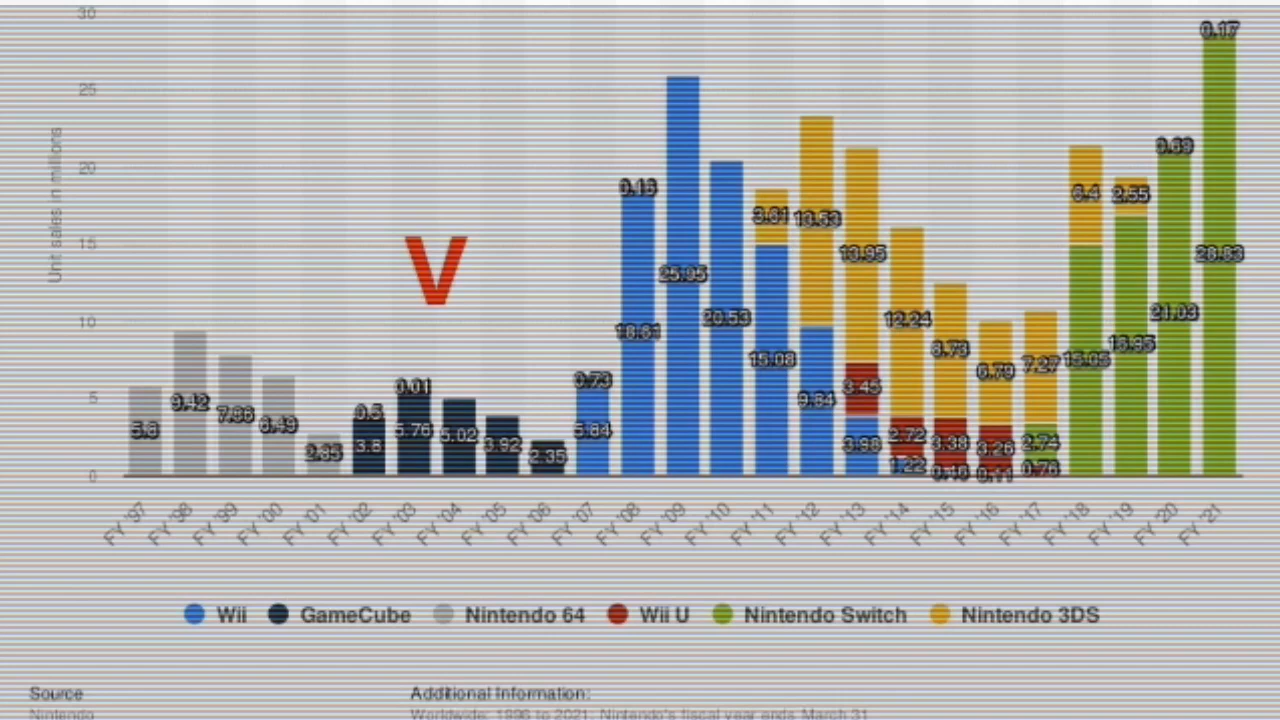 30
25
20
15
10
5
0
Unit sales in millions
V
5.8
9.42
7.86
6.49
2.85
0.5
3.8
0.01
5.76
5.02
3.92
2.35
0.73
5.84
0.13
18.61
25.95
20.53
3.61
15.08
13.53
9.84
13.95
3.45
3.98
12.24
2.72
1.22
8.73
3.38
0.46
6.79
3.26
0.11
7.27
2.74
0.76
6.4
15.05
2.55
16.95
0.69
21.03
0.17
28.83
FY '97
FY '98
FY '99
FY '00
FY '01
FY '02
FY '03
FY '04
FY '05
FY '06
FY '07
FY '08
FY '09
FY '10
FY '11
FY '12
FY '13
FY '14
FY '15
FY '16
FY '17
FY '18
FY '19
FY '20
FY '21
Wii GameCube Nintendo 64 Wii U Nintendo Switch Nintendo 3DS
Source
Nintendo
Additional Information:
Worldwide; 1996 to 2021; Nintendo's fiscal year ends March 31